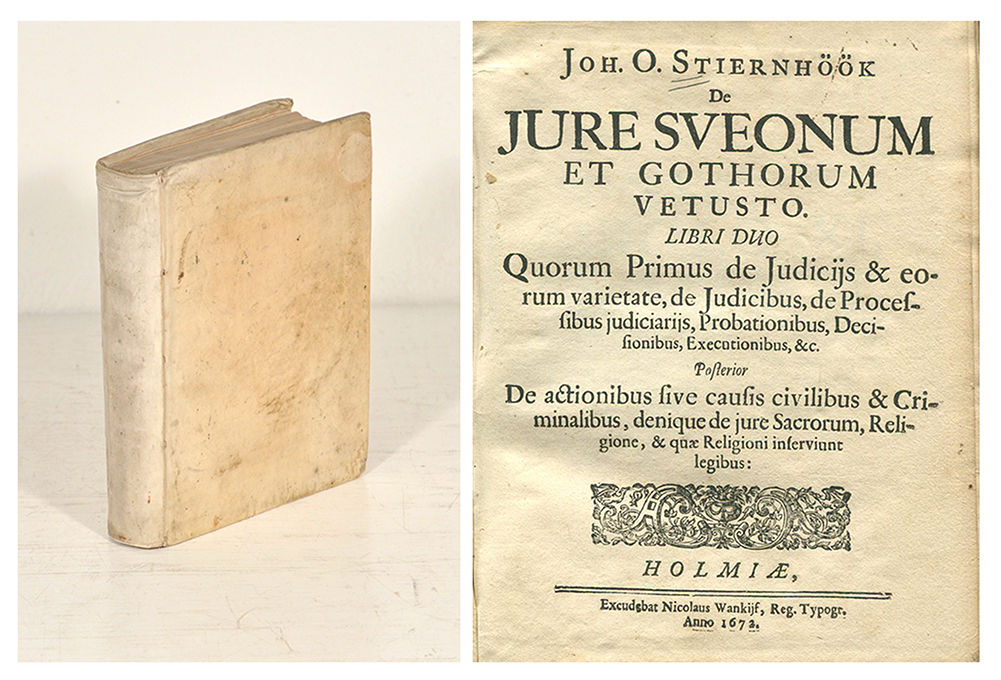 JOH. O. STIERNHÖÖK
De
JURE SVEONUM
ET GOTHORUM
VETUSTO.
LIBRI DUO
Quorum Primus de Judicijs & eo-
rum varietate, de Judicibus, de Proceſ-
ſibus judiciarijs, Probationibus, Deci-
ſionibus, Executionibus, &c.
Poſterior
De actionibus ſive cauſis civilibus & Cri-
minalibus, denique de jure Sacrorum, Reli-
gione, & quæ Religioni inſerviunt
legibus:
HOLMIÆ,
Excudebat Nicolaus Wankijf, Reg. Typogr.
Anno 1672.